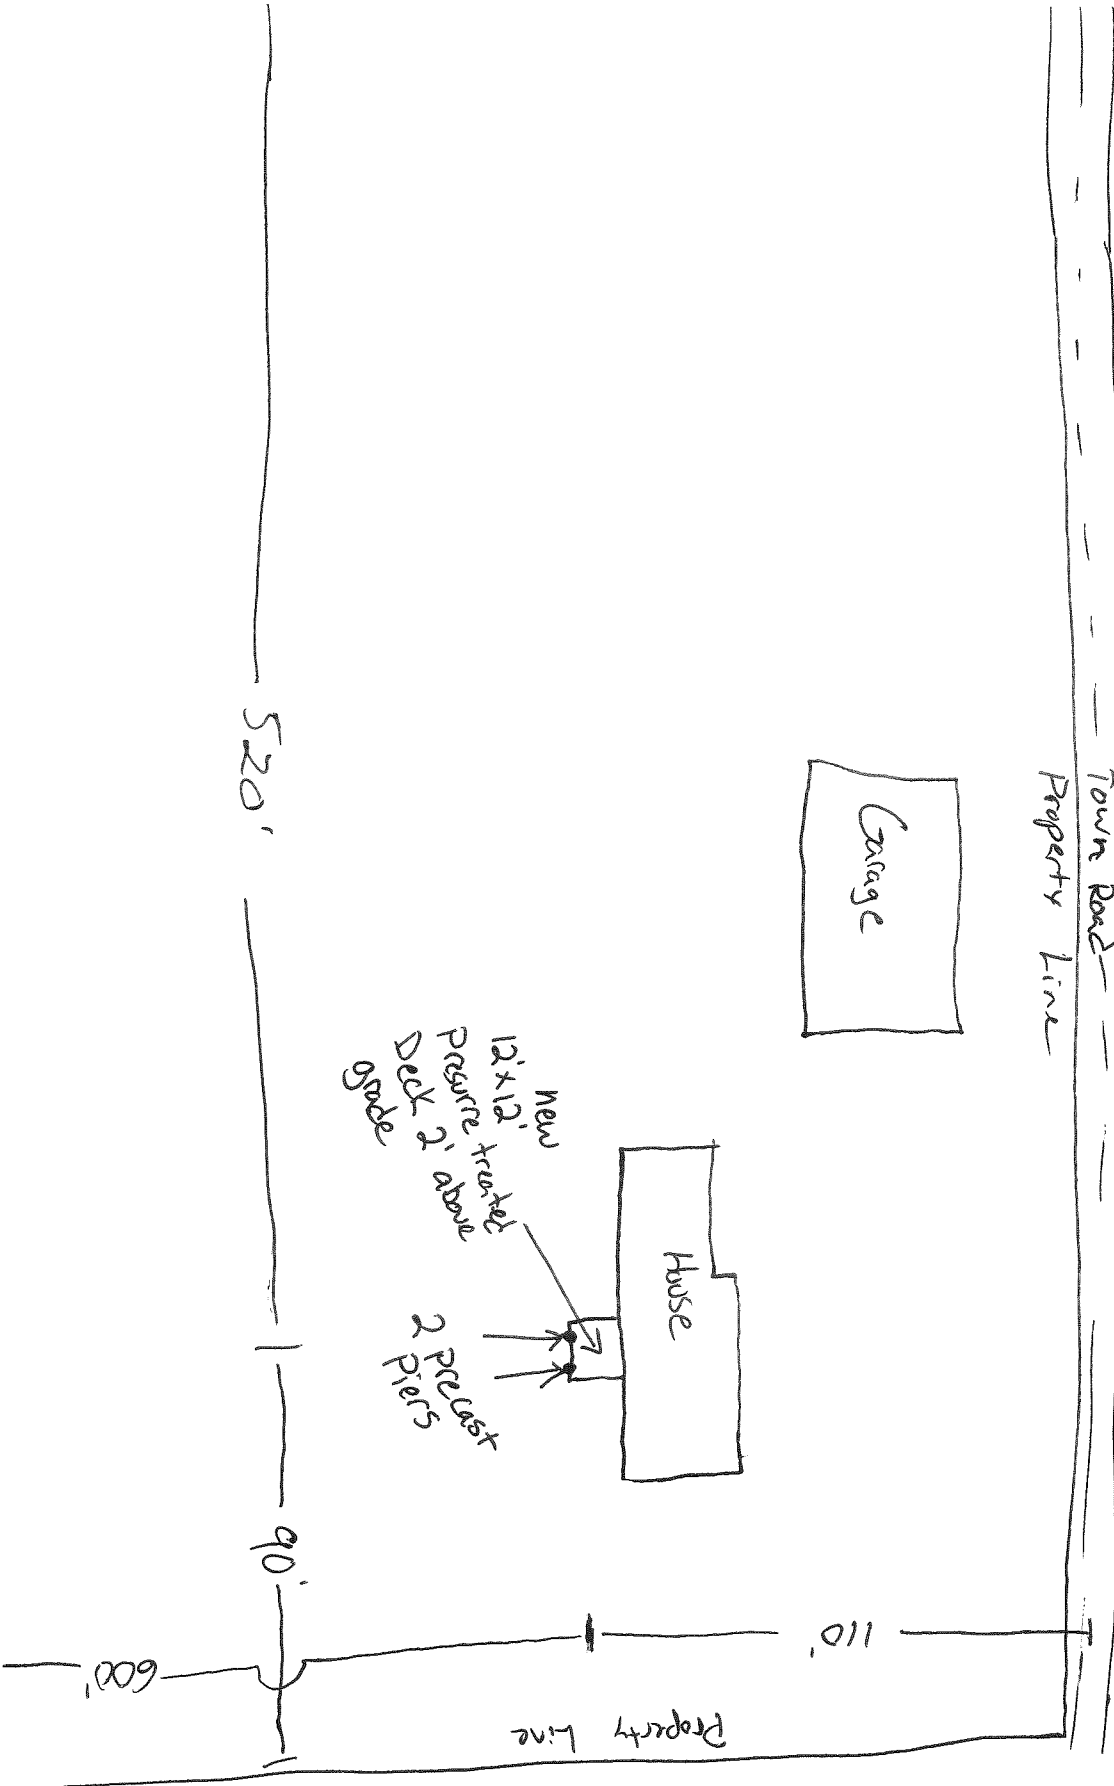 Town Road
Property Line
Garage
House
new
12'x12'
Presurre treated
Deck 2' above
grade
2 precast
piers
520'
90'
110'
600'
Property Line